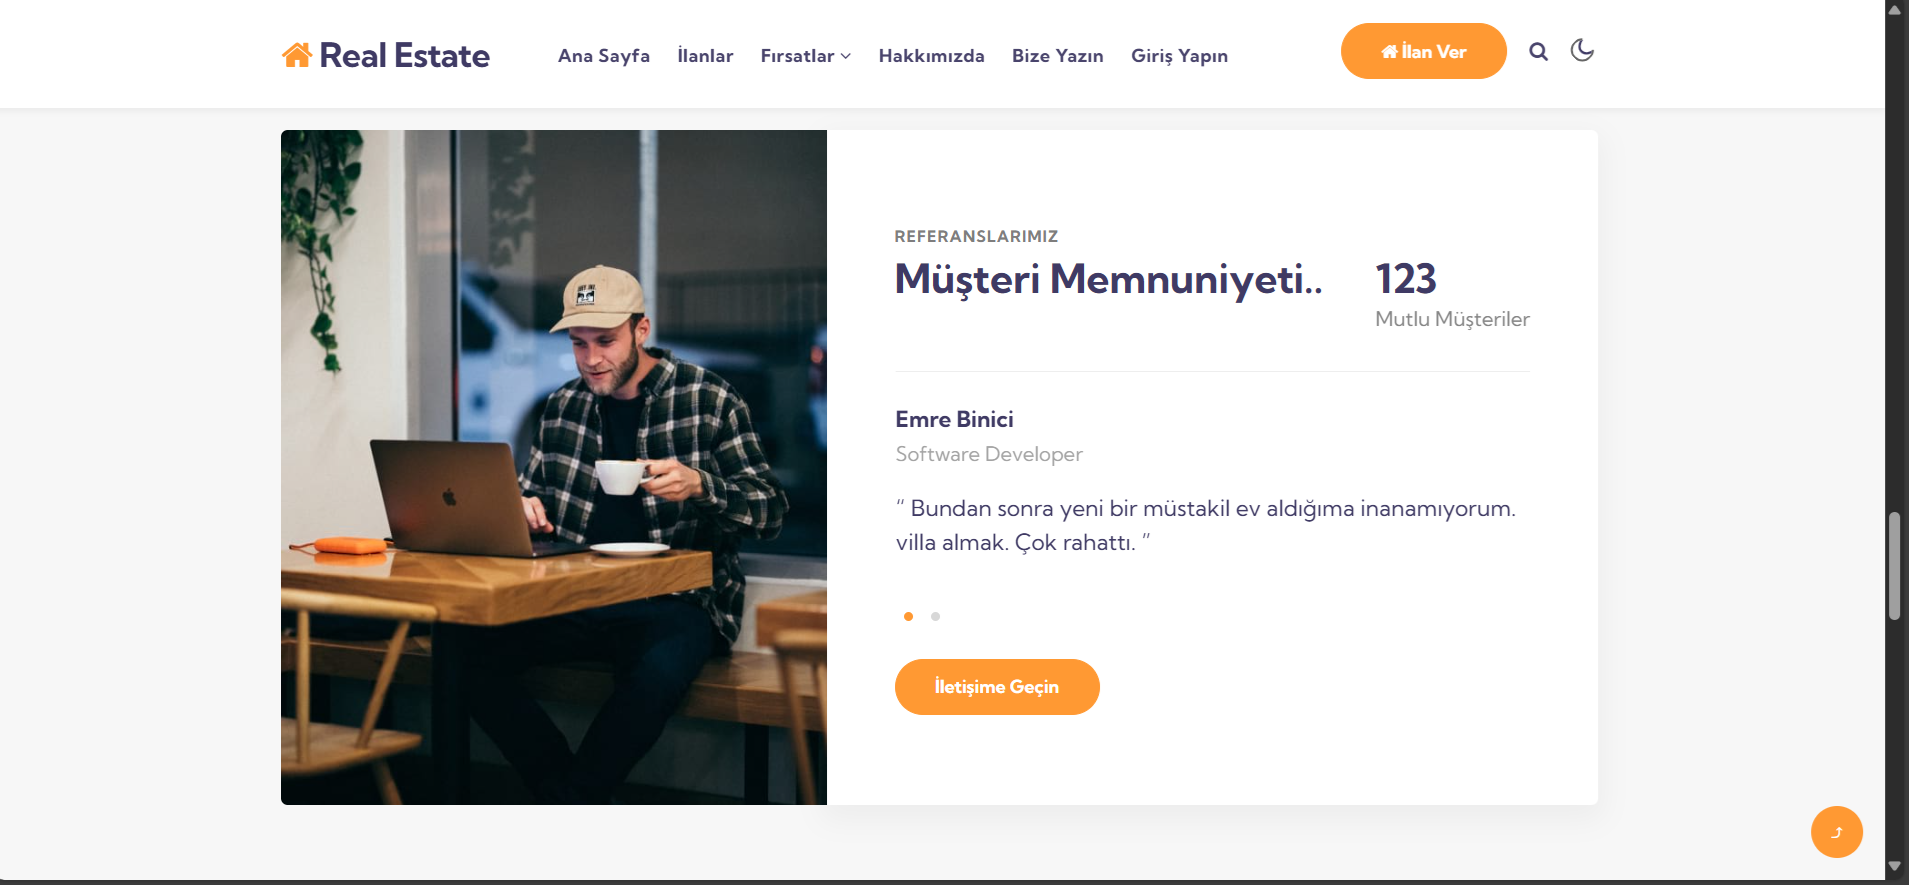 Real Estate
Ana Sayfa
İlanlar
Fırsatlar
Hakkımızda
Bize Yazın
Giriş Yapın
İlan Ver
REFERANSLARIMIZ
Müşteri Memnuniyeti..
123
Mutlu Müşteriler
Emre Binici
Software Developer
“ Bundan sonra yeni bir müstakil ev aldığıma inanamıyorum.
villa almak. Çok rahattı. ”
İletişime Geçin